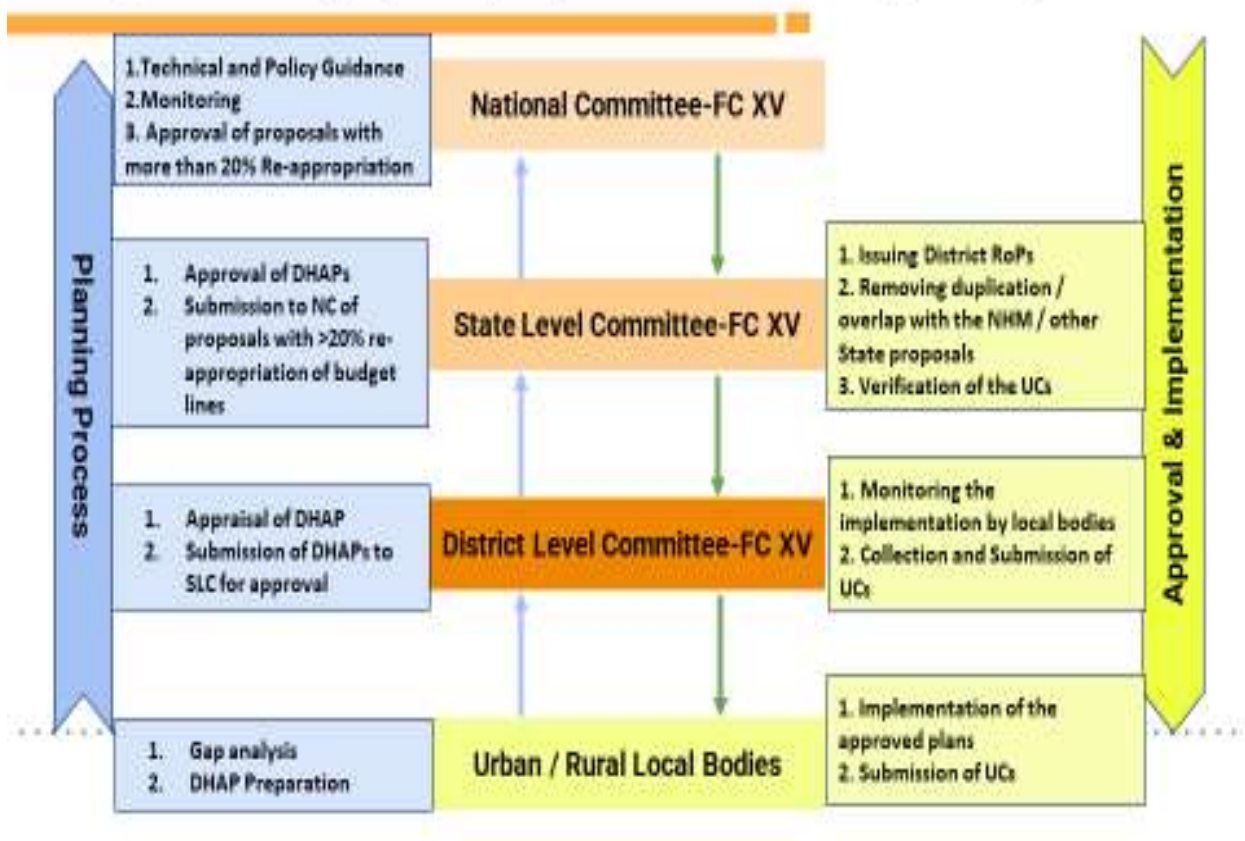 1.Technical and Policy Guidance
2.Monitoring
3. Approval of proposals with
more than 20% Re-appropriation
National Committee-FC XV
1. Approval of DHAPs
2. Submission to NC of
proposals with >20% re-
appropriation of budget
lines
State Level Committee-FC XV
1. Issuing District RoPs
2. Removing duplication /
overlap with the NHM / other
State proposals
3. Verification of the UCs
1. Appraisal of DHAP
2. Submission of DHAPs to
SLC for approval
District Level Committee-FC XV
1. Monitoring the
implementation by local bodies
2. Collection and Submission of
UCs
1. Gap analysis
2. DHAP Preparation
Urban / Rural Local Bodies
1. Implementation of the
approved plans
2. Submission of UCs
Planning Process
Approval & Implementation